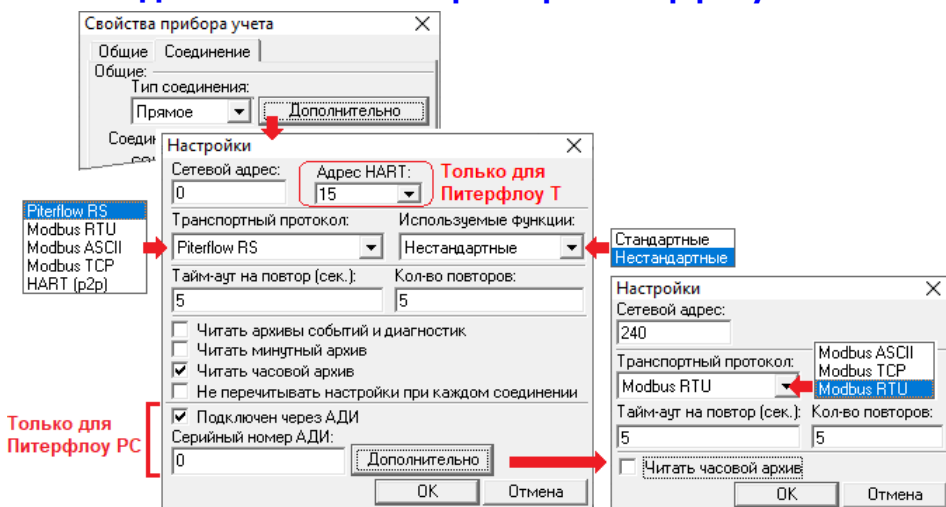 Свойства прибора учета
Общие Соединение
Общие:
Тип соединения:
Прямое Дополнительно
Соеди
Настройки
Сетевой адрес: Адрес HART:
0 15
Только для
Питерфлоу Т
Транспортный протокол: Используемые функции:
Piterflow RS Нестандартные
Piterflow RS
Modbus RTU
Modbus ASCII
Modbus TCP
HART (p2p)
Стандартные
Нестандартные
Тайм-аут на повтор (сек.): Кол-во повторов:
5 5
Читать архивы событий и диагностик
Читать минутный архив
Читать часовой архив
Не перечитывать настройки при каждом соединении
Только для
Питерфлоу РС
Подключен через АДИ
Серийный номер АДИ:
0 Дополнительно
OK Отмена
Настройки
Сетевой адрес:
240
Транспортный протокол:
Modbus RTU
Modbus ASCII
Modbus TCP
Modbus RTU
Тайм-аут на повтор (сек.): Кол-во повторов:
5 5
Читать часовой архив
OK Отмена